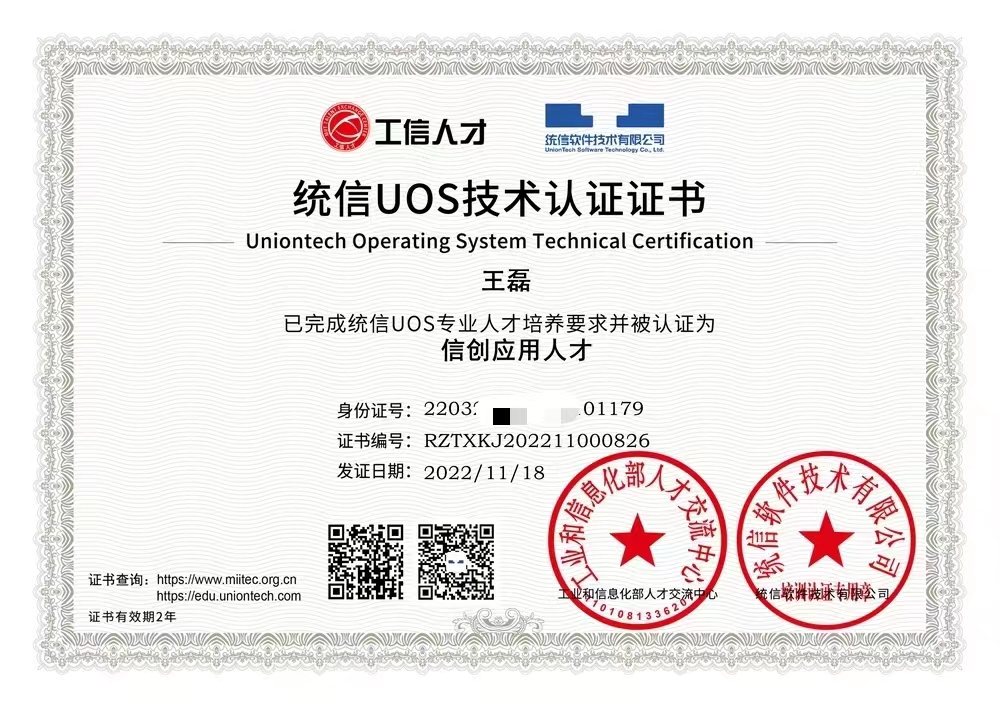 工信人才
统信软件技术有限公司
UnionTech Software Technology Co., Ltd.
统信UOS技术认证证书
Uniontech Operating System Technical Certification
王磊
已完成统信UOS专业人才培养要求并被认证为
信创应用人才
身份证号： 2203 01179
证书编号： RZTXKJ202211000826
发证日期： 2022/11/18
工业和信息化部人才交流中心
统信软件技术有限公司
培训认证专用章
证书查询： https://www.miitec.org.cn
https://edu.uniontech.com
工业和信息化部人才交流中心
统信软件技术有限公司
证书有效期2年